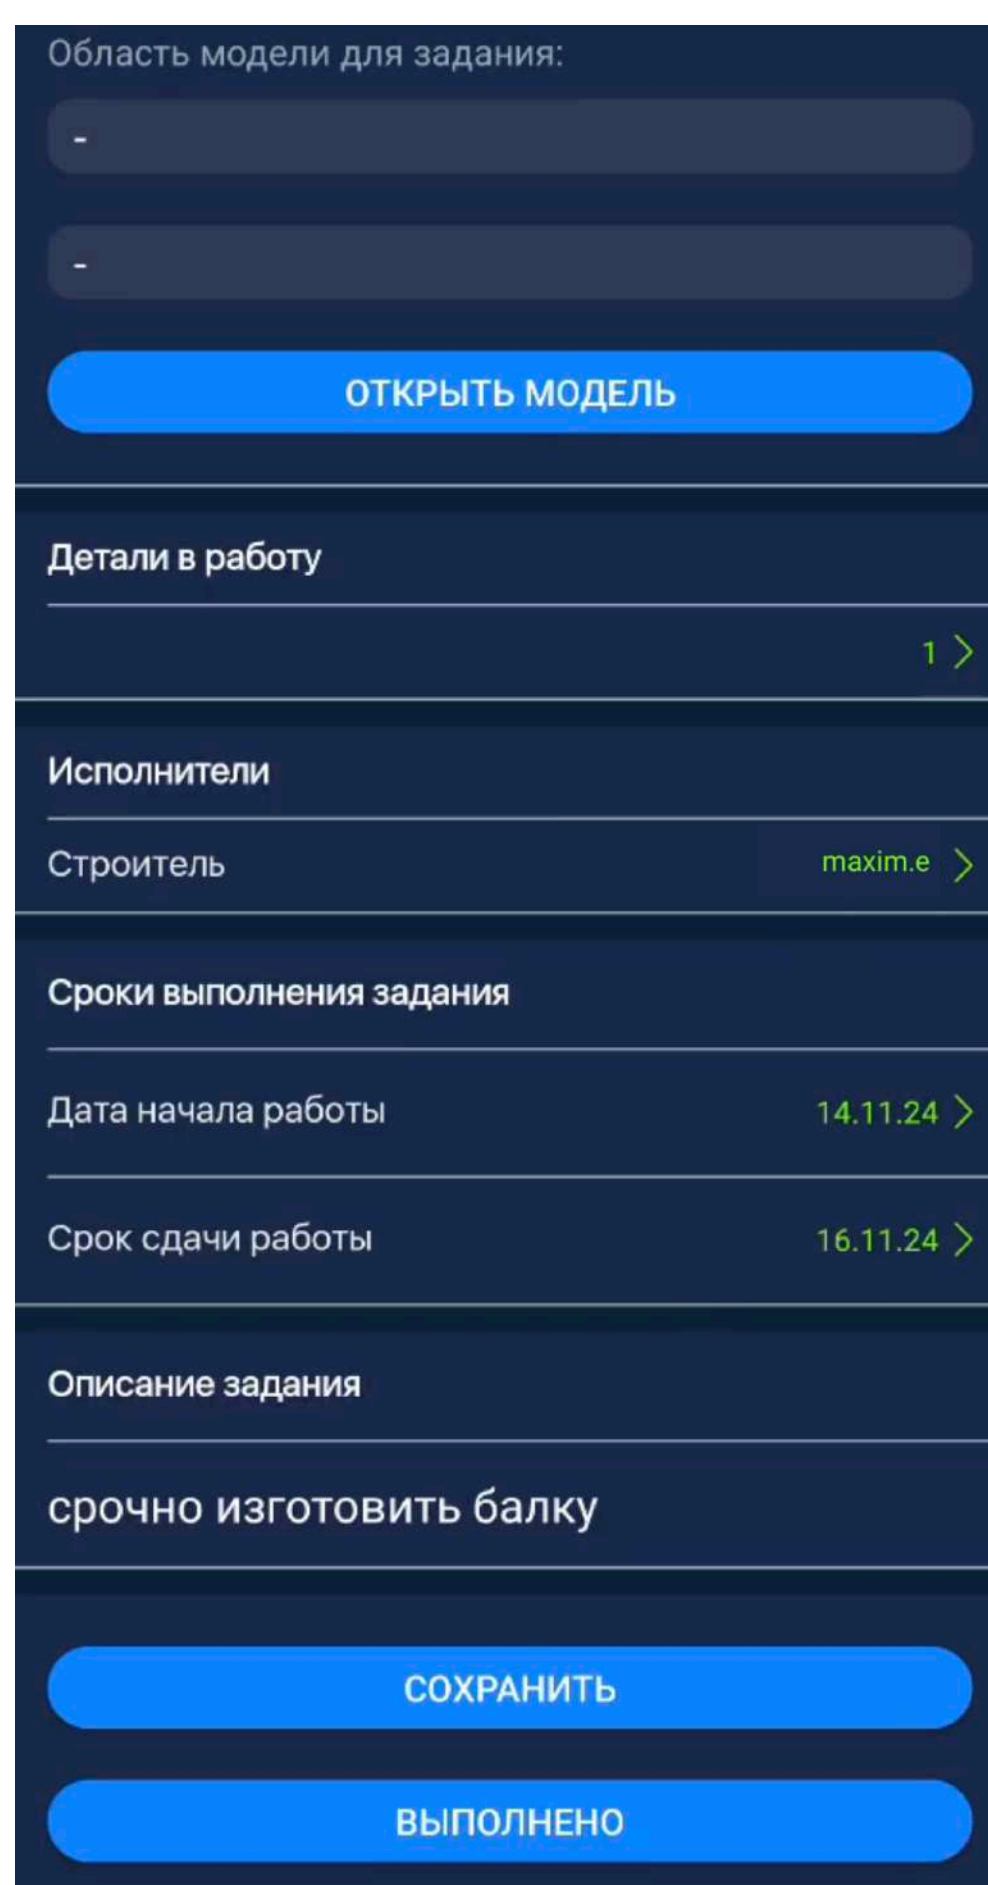 Область модели для задания:
-
-
ОТКРЫТЬ МОДЕЛЬ
Детали в работу
1
Исполнители
Строитель maxim.e
Сроки выполнения задания
Дата начала работы 14.11.24
Срок сдачи работы 16.11.24
Описание задания
срочно изготовить балку
СОХРАНИТЬ
ВЫПОЛНЕНО